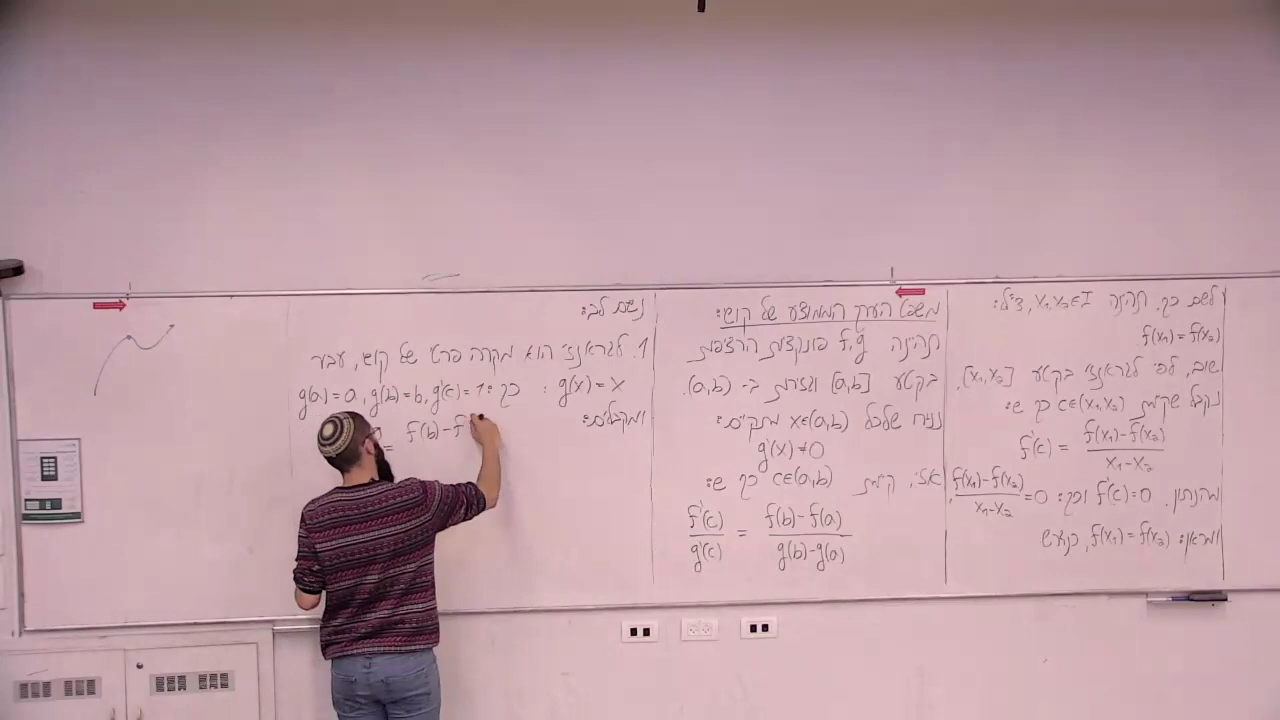 לשם כך, תהינה x₁,x₂∈I, צ״ל:
f(x₁)=f(x₂)
שוב, לפי לגראנז' בקטע [x₁,x₂],
נקבל שקיימת c∈(x₁,x₂) כך ש:
f'(c) = (f(x₁)-f(x₂))/(x₁-x₂)
מהנתון, f'(c)=0 ולכן: (f(x₁)-f(x₂))/(x₁-x₂)=0,
ומכאן: f(x₁)=f(x₂), כנדרש
משפט הערך הממוצע של קושי:
תהינה f,g פונקציות הרציפות
בקטע [a,b] וגזירות ב-(a,b).
נניח שלכל x∈(a,b) מתקיים:
g'(x)≠0
אזי, קיימת c∈(a,b) כך ש:
f'(c)/g'(c) = (f(b)-f(a))/(g(b)-g(a))
נשים לב:
1. לגראנז' הוא מקרה פרטי של קושי, עבור
g(x)=x: כך: g(a)=a, g(b)=b, g'(c)=1
ומקבלים:
= f(b)-f